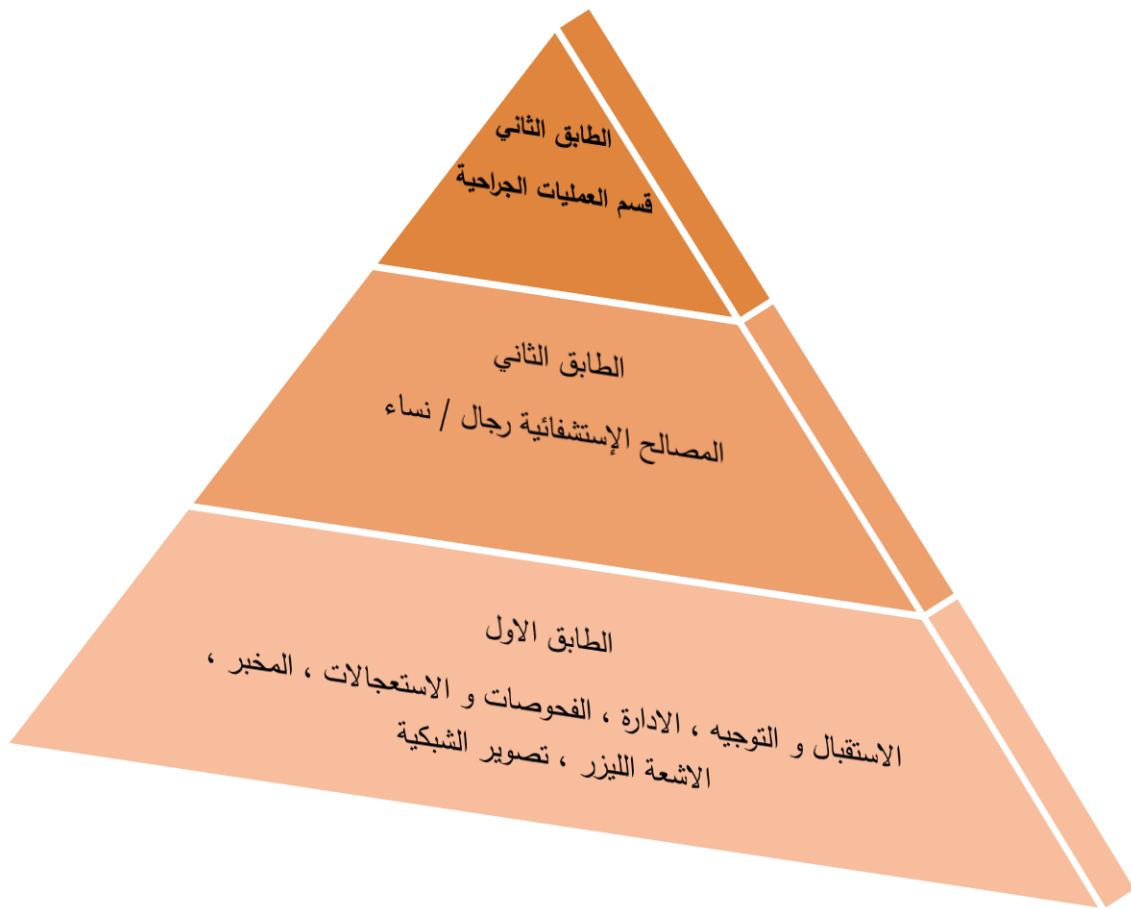 الطابق الثاني
قسم العمليات الجراحية
الطابق الثاني
المصالح الإستشفائية رجال / نساء
الطابق الاول
الاستقبال و التوجيه ، الادارة ، الفحوصات و الاستعجالات ، المخبر ،
الاشعة الليزر ، تصوير الشبكية